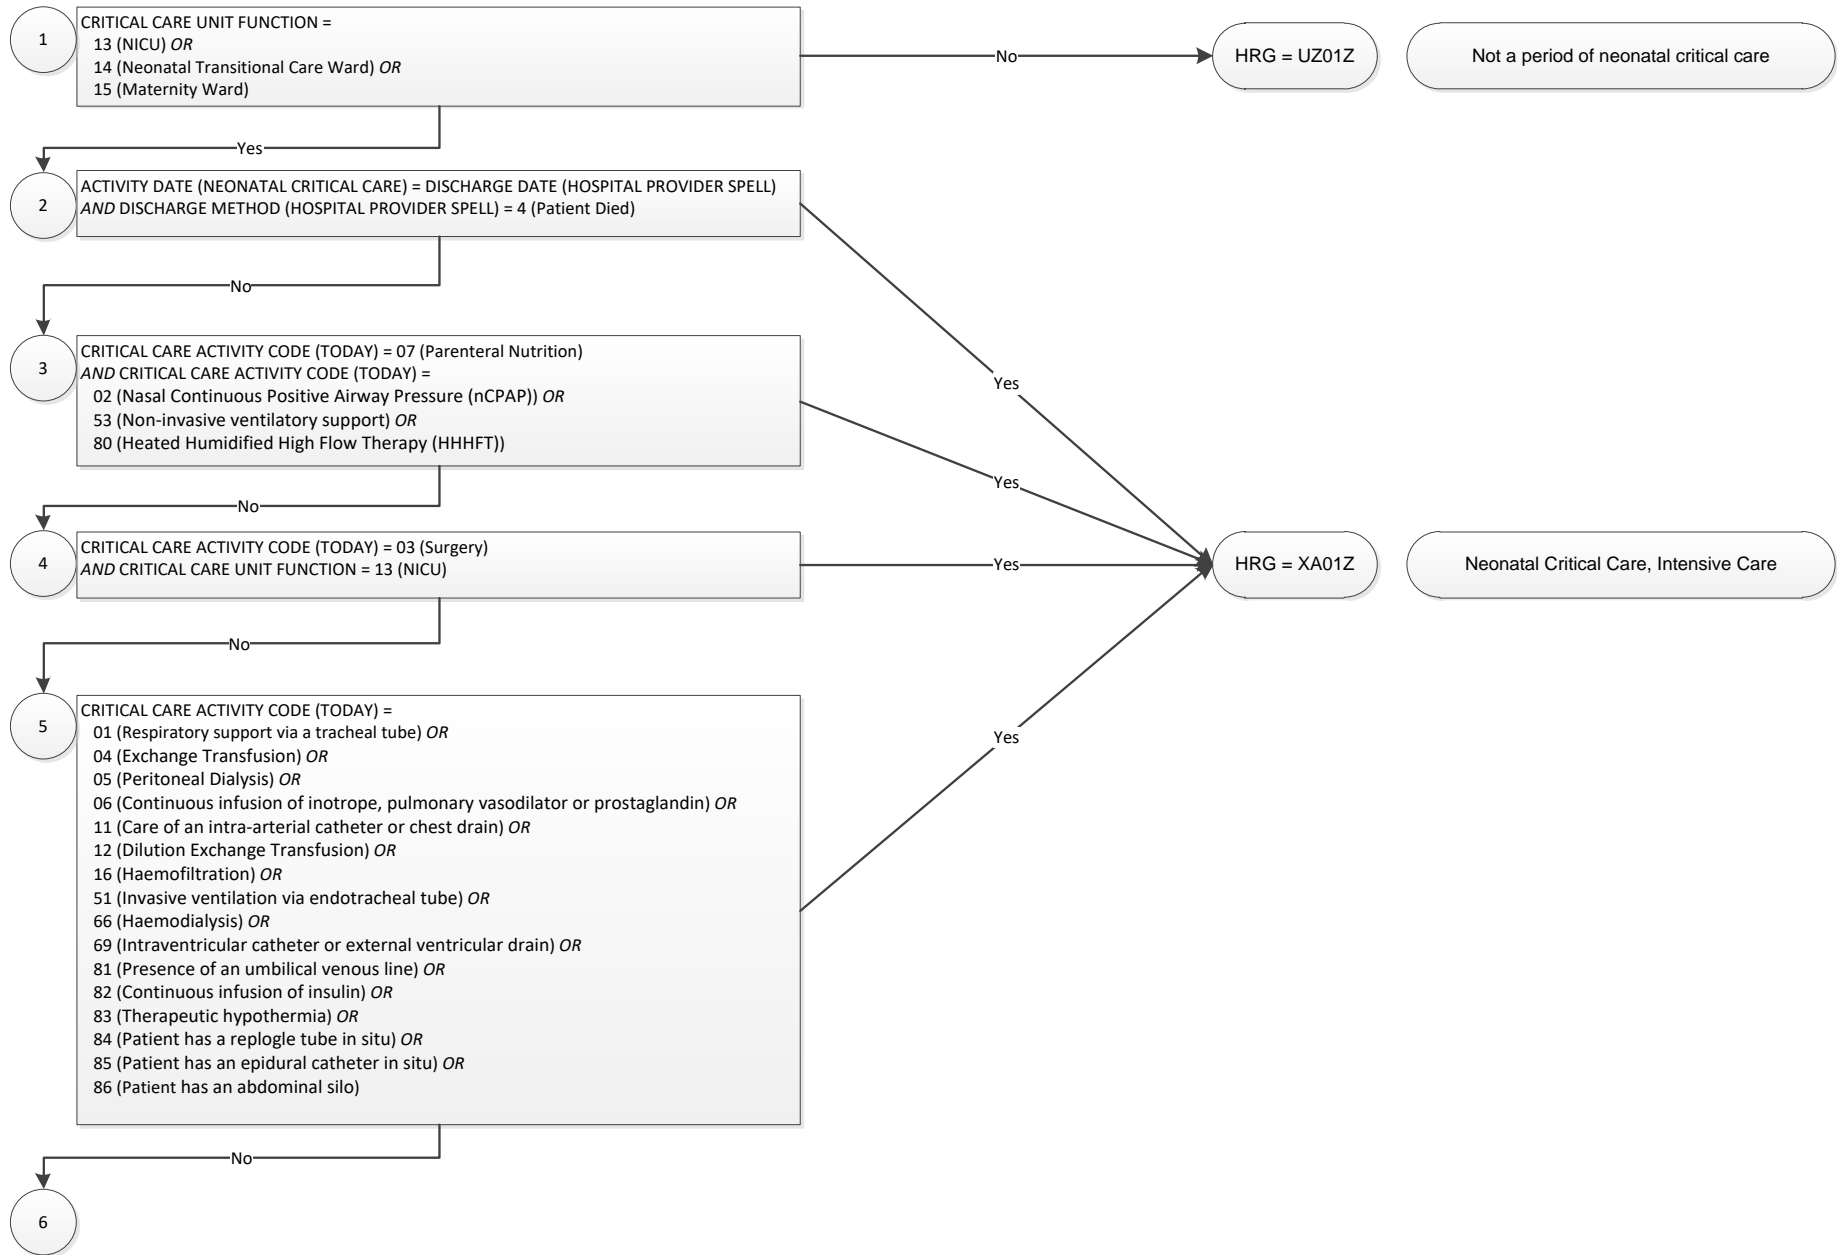 1
CRITICAL CARE UNIT FUNCTION =
13 (NICU) OR
14 (Neonatal Transitional Care Ward) OR
15 (Maternity Ward)
No
HRG = UZ01Z
Not a period of neonatal critical care
Yes
2
ACTIVITY DATE (NEONATAL CRITICAL CARE) = DISCHARGE DATE (HOSPITAL PROVIDER SPELL)
AND DISCHARGE METHOD (HOSPITAL PROVIDER SPELL) = 4 (Patient Died)
No
Yes
3
CRITICAL CARE ACTIVITY CODE (TODAY) = 07 (Parenteral Nutrition)
AND CRITICAL CARE ACTIVITY CODE (TODAY) =
02 (Nasal Continuous Positive Airway Pressure (nCPAP)) OR
53 (Non-invasive ventilatory support) OR
80 (Heated Humidified High Flow Therapy (HHHFT))
Yes
No
4
CRITICAL CARE ACTIVITY CODE (TODAY) = 03 (Surgery)
AND CRITICAL CARE UNIT FUNCTION = 13 (NICU)
Yes
HRG = XA01Z
Neonatal Critical Care, Intensive Care
No
5
CRITICAL CARE ACTIVITY CODE (TODAY) =
01 (Respiratory support via a tracheal tube) OR
04 (Exchange Transfusion) OR
05 (Peritoneal Dialysis) OR
06 (Continuous infusion of inotrope, pulmonary vasodilator or prostaglandin) OR
11 (Care of an intra-arterial catheter or chest drain) OR
12 (Dilution Exchange Transfusion) OR
16 (Haemofiltration) OR
51 (Invasive ventilation via endotracheal tube) OR
66 (Haemodialysis) OR
69 (Intraventricular catheter or external ventricular drain) OR
81 (Presence of an umbilical venous line) OR
82 (Continuous infusion of insulin) OR
83 (Therapeutic hypothermia) OR
84 (Patient has a replogle tube in situ) OR
85 (Patient has an epidural catheter in situ) OR
86 (Patient has an abdominal silo)
Yes
No
6